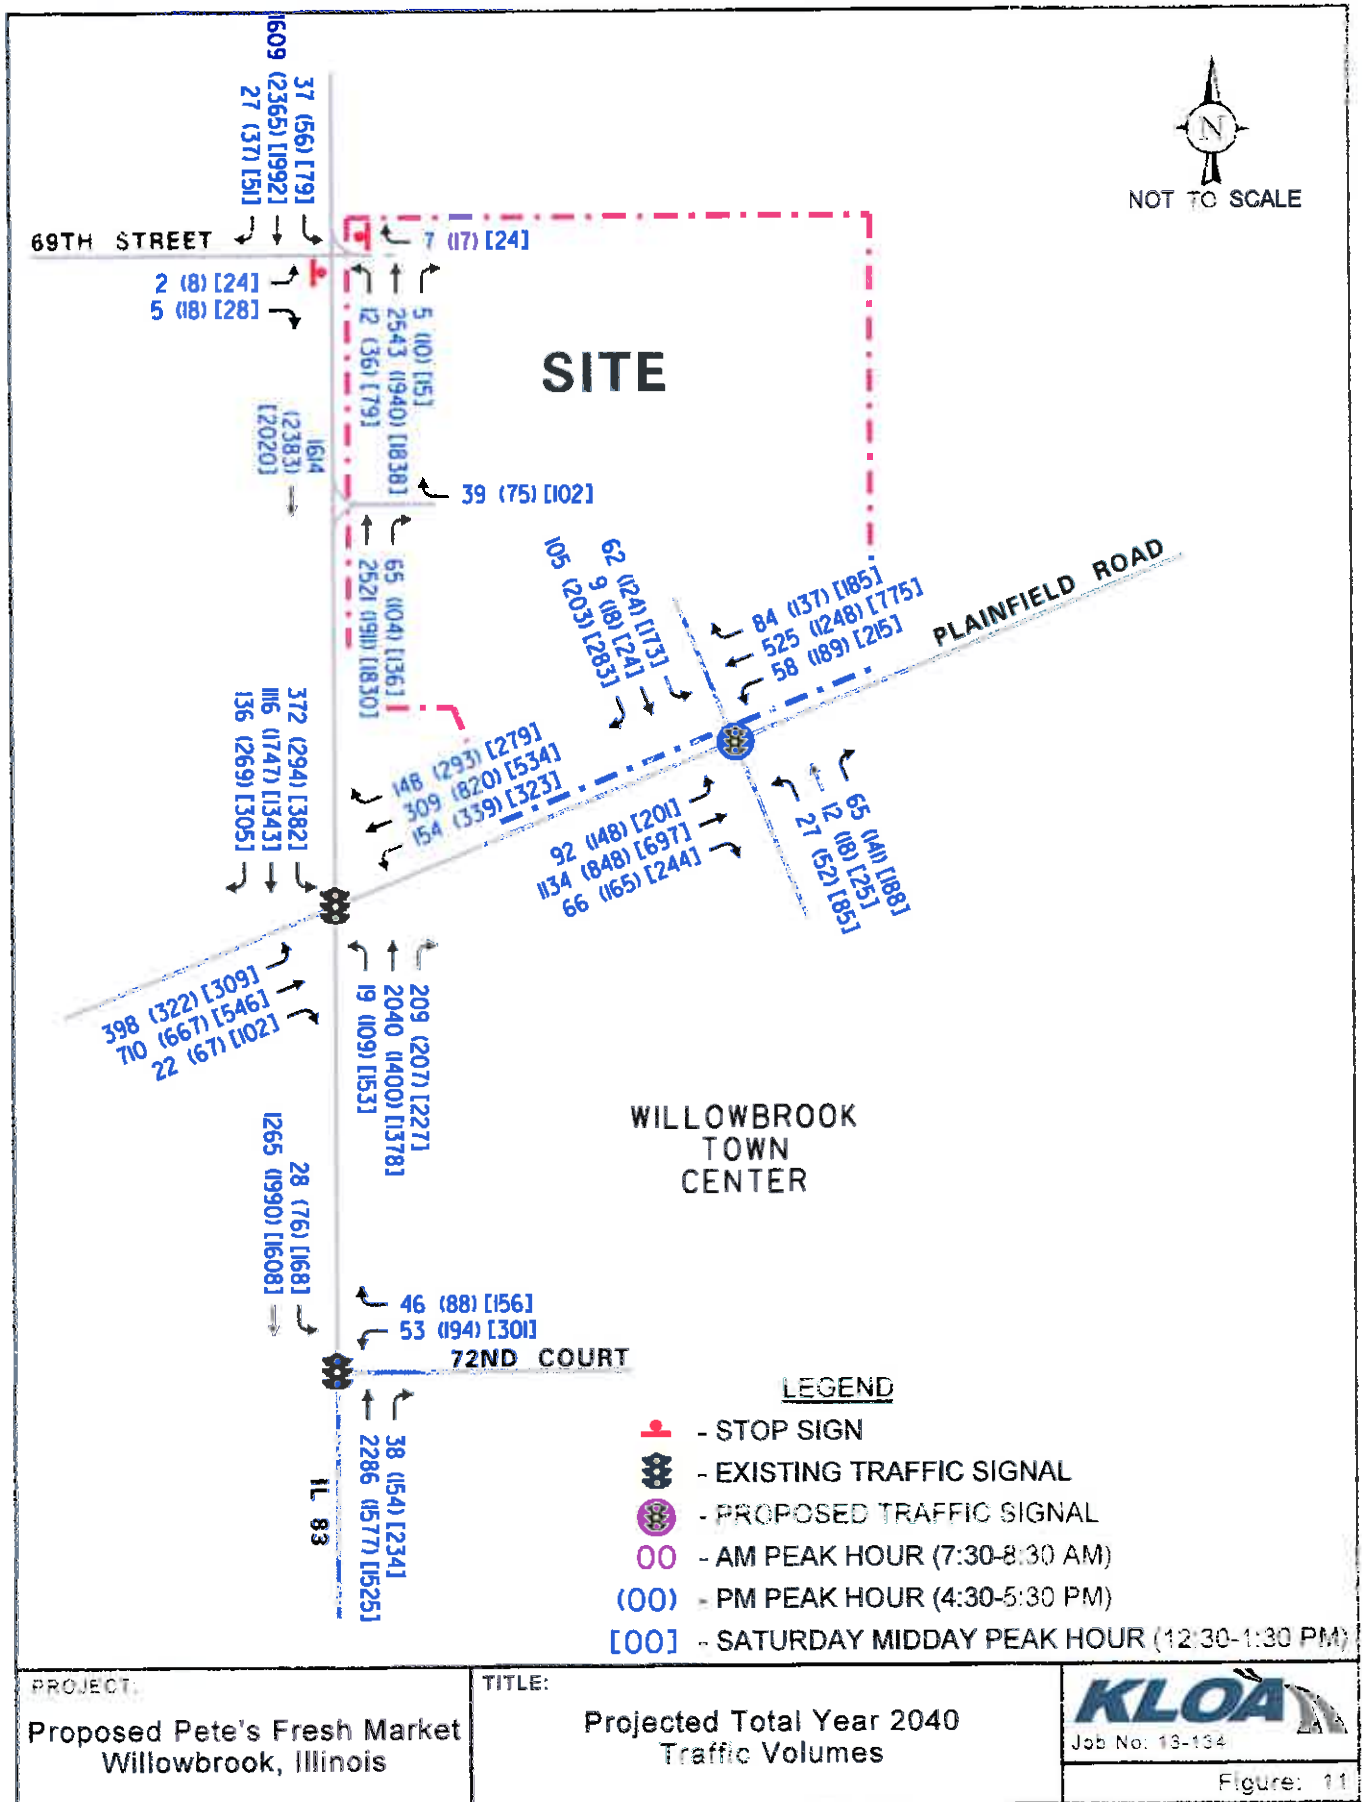 1609 (2365) [1992]
37 (56) [79]
27 (37) [51]
N
NOT TO SCALE
69TH STREET
7 (17) [24]
2 (8) [24]
5 (18) [28]
5 (10) [15]
2543 (1940) [1838]
12 (36) [79]
SITE
1614
(2383)
[2020]
39 (75) [102]
65 (104) [136]
2521 (1911) [1830]
62 (124) [173]
9 (18) [24]
105 (203) [283]
84 (137) [185]
525 (1248) [775]
58 (189) [215]
PLAINFIELD ROAD
372 (294) [382]
1116 (1747) [1343]
136 (269) [305]
148 (293) [279]
309 (820) [534]
154 (339) [323]
92 (148) [201]
1134 (848) [697]
66 (165) [244]
65 (141) [188]
12 (18) [25]
27 (52) [85]
398 (322) [309]
710 (667) [546]
22 (67) [102]
209 (207) [227]
2040 (1400) [1378]
19 (109) [153]
WILLOWBROOK
TOWN
CENTER
28 (76) [168]
1265 (1990) [1608]
46 (88) [156]
53 (194) [301]
72ND COURT
38 (154) [234]
2286 (1577) [1525]
IL 83
LEGEND
- STOP SIGN
- EXISTING TRAFFIC SIGNAL
- PROPOSED TRAFFIC SIGNAL
00 - AM PEAK HOUR (7:30-8:30 AM)
(00) - PM PEAK HOUR (4:30-5:30 PM)
[00] - SATURDAY MIDDAY PEAK HOUR (12:30-1:30 PM)
PROJECT:
Proposed Pete's Fresh Market
Willowbrook, Illinois
TITLE:
Projected Total Year 2040
Traffic Volumes
KLOA
Job No: 13-134
Figure: 11